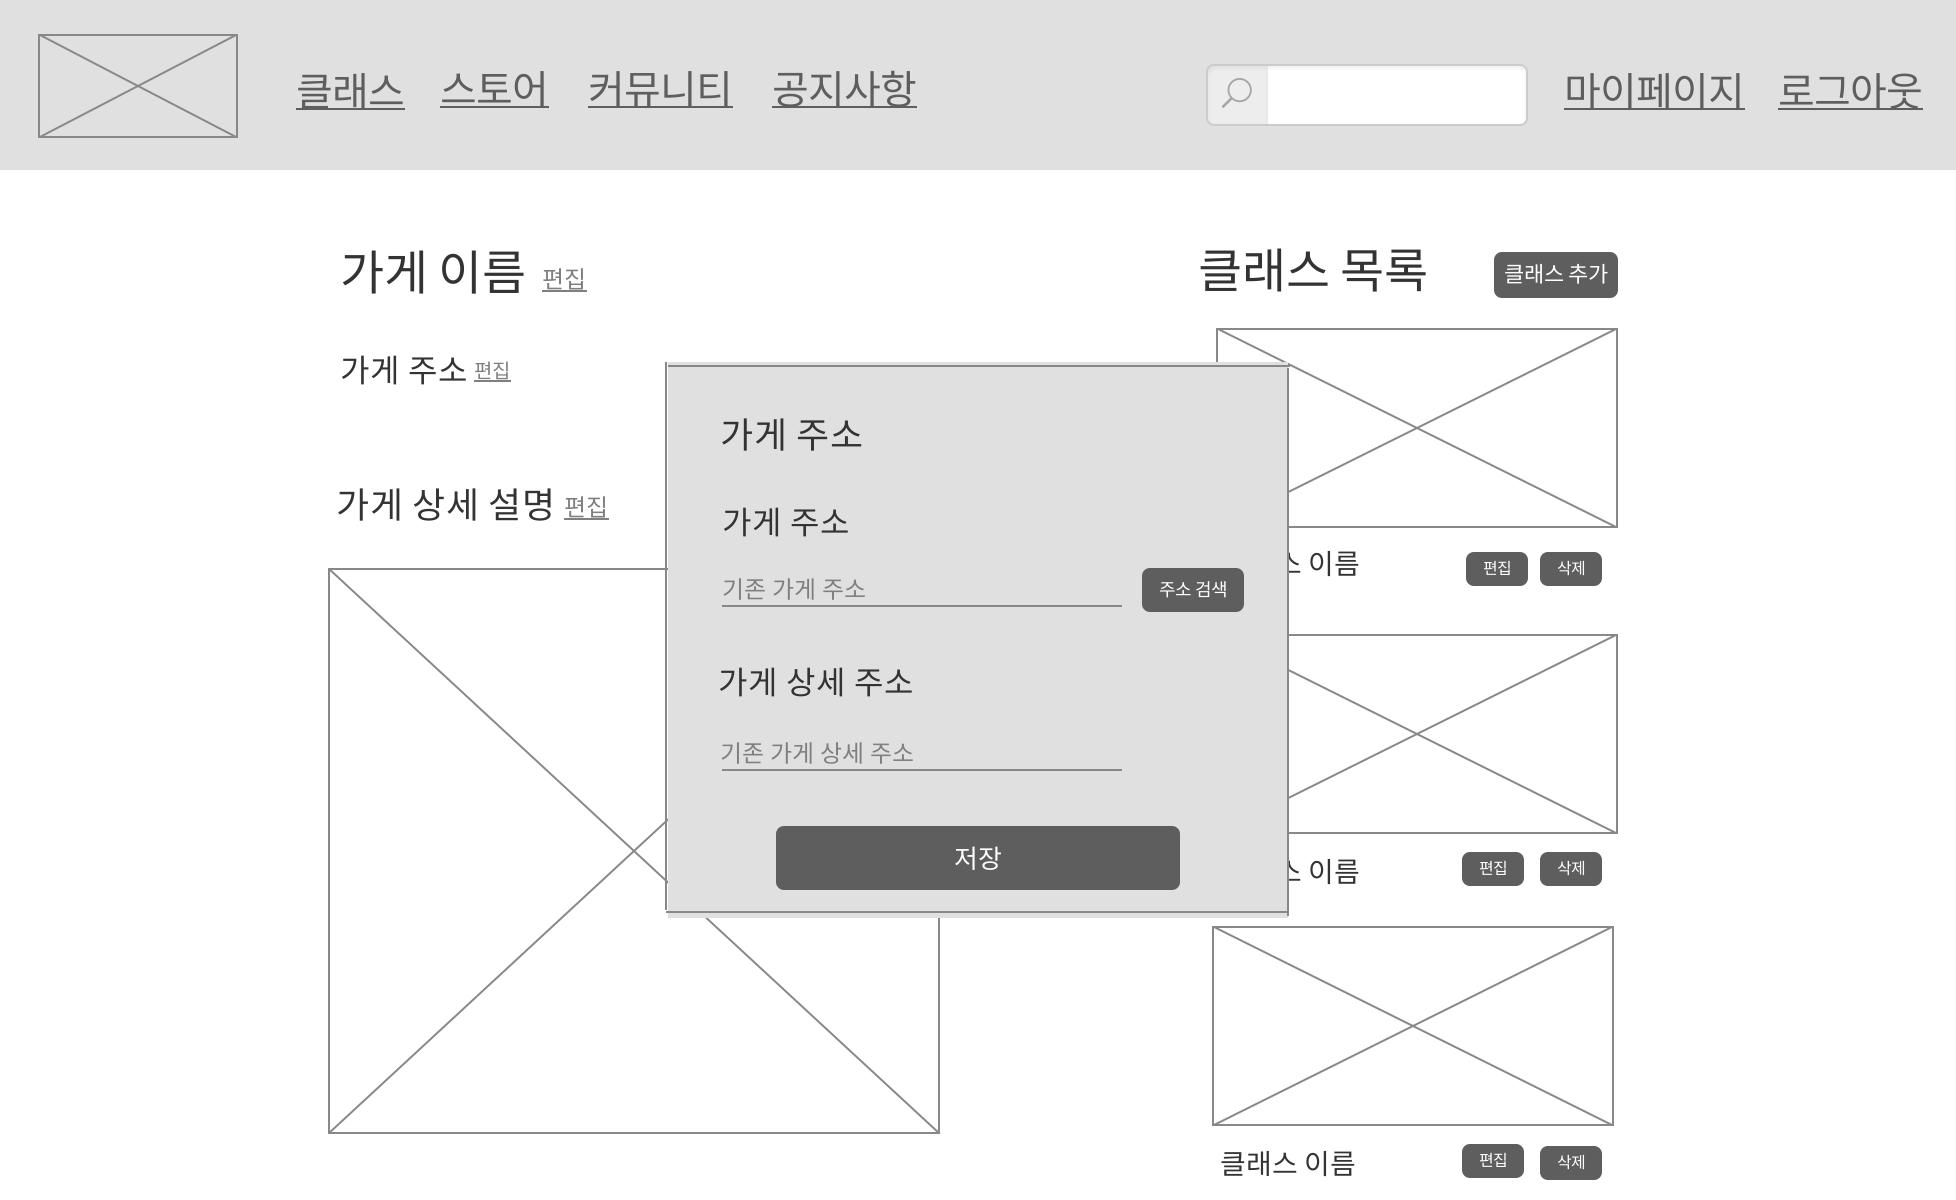 클래스 스토어 커뮤니티 공지사항 마이페이지 로그아웃
가게 이름 편집
가게 주소 편집
가게 상세 설명 편집
가게 주소
가게 주소
기존 가게 주소 주소 검색
가게 상세 주소
기존 가게 상세 주소
저장
클래스 목록 클래스 추가
이름 편집 삭제
이름 편집 삭제
클래스 이름 편집 삭제